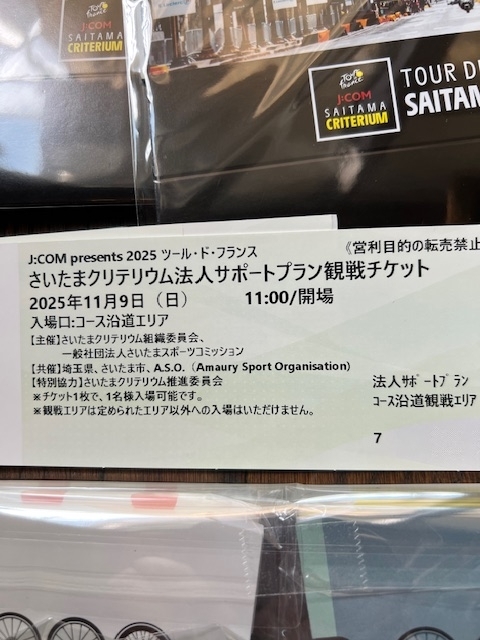 J:COM
SAITAMA
CRITERIUM
Tour de France
J:COM
SAITAMA
CRITERIUM
TOUR
SAITAMA
J:COM presents 2025 ツール・ド・フランス 《営利目的の転売禁止
さいたまクリテリウム法人サポートプラン観戦チケット
2025年11月9日（日） 11:00/開場
入場口:コース沿道エリア
【主催】さいたまクリテリウム組織委員会、
一般社団法人さいたまスポーツコミッション
【共催】埼玉県、さいたま市、A.S.O.（Amaury Sport Organisation）
【特別協力】さいたまクリテリウム推進委員会
※チケット1枚で、1名様入場可能です。
※観戦エリアは定められたエリア以外への入場はいただけません。
法人サポートプラン
コース沿道観戦エリア
7